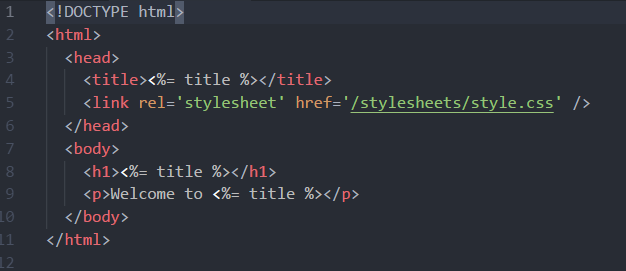 1 <!DOCTYPE html>
2 <html>
3   <head>
4     <title><%= title %></title>
5     <link rel='stylesheet' href='/stylesheets/style.css' />
6   </head>
7   <body>
8     <h1><%= title %></h1>
9     <p>Welcome to <%= title %></p>
10   </body>
11 </html>
12